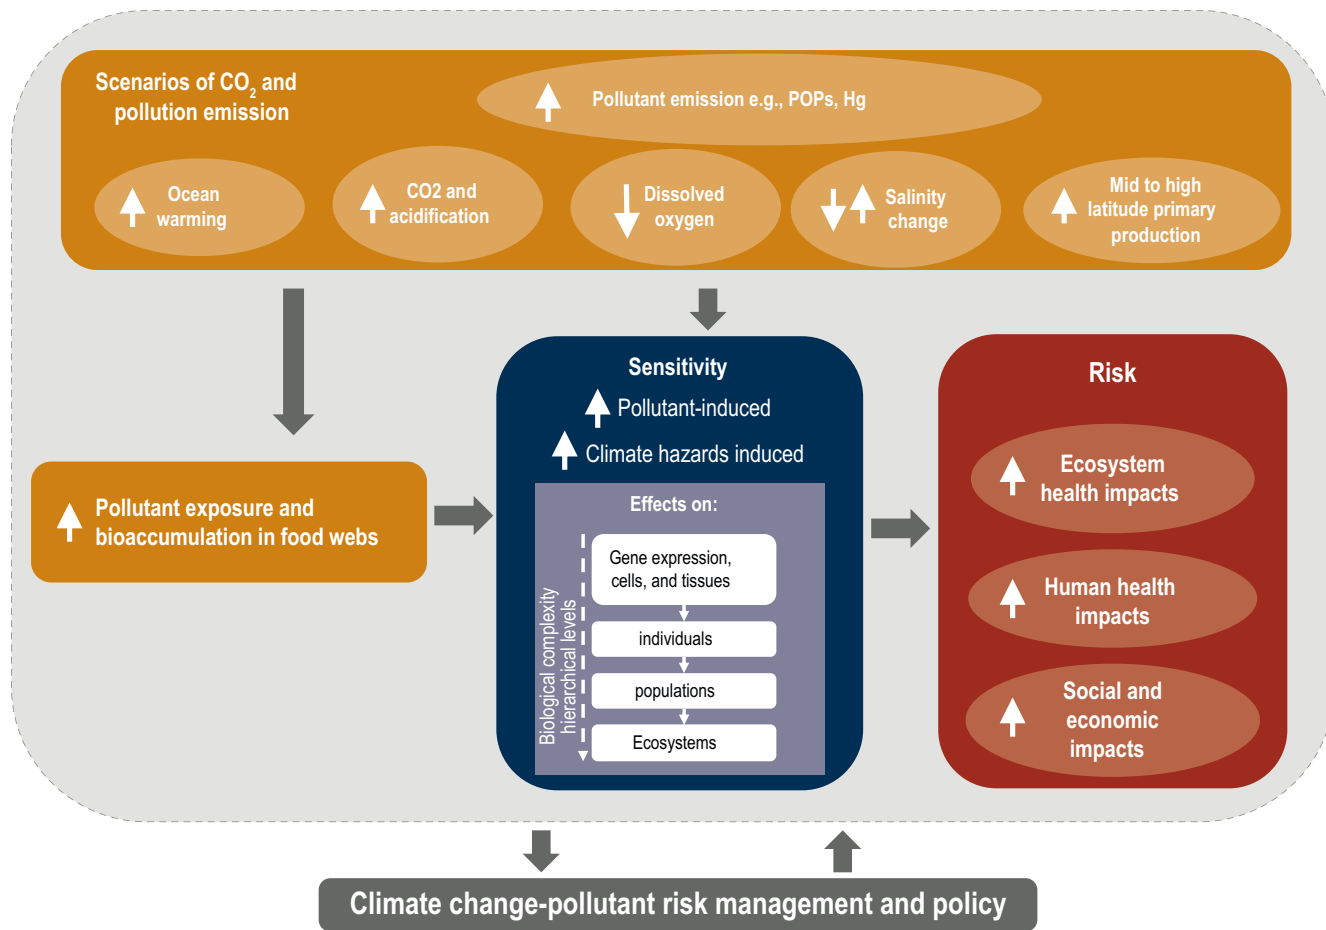 Scenarios of CO2 and
pollution emission
Pollutant emission e.g., POPs, Hg
Ocean
warming
CO2 and
acidification
Dissolved
oxygen
Salinity
change
Mid to high
latitude primary
production
Pollutant exposure and
bioaccumulation in food webs
Sensitivity
Pollutant-induced
Climate hazards induced
Effects on:
Biological complexity
hierarchical levels
Gene expression,
cells, and tissues
individuals
populations
Ecosystems
Risk
Ecosystem
health impacts
Human health
impacts
Social and
economic
impacts
Climate change-pollutant risk management and policy